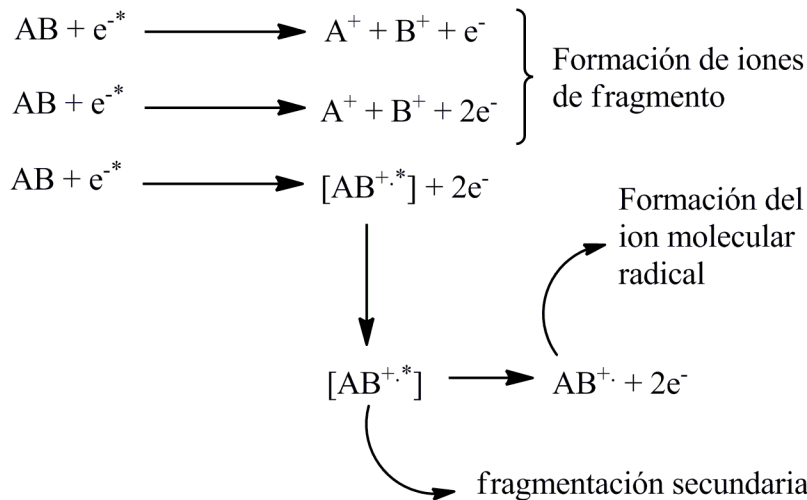 AB + e⁻* → A⁺ + B⁺ + e⁻
Formación de iones
de fragmento
AB + e⁻* → A⁺ + B⁺ + 2e⁻
AB + e⁻* → [AB⁺·*] + 2e⁻
Formación del
ion molecular
radical
[AB⁺·*] → AB⁺· + 2e⁻
fragmentación secundaria